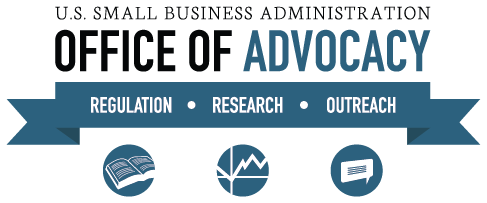 U.S. SMALL BUSINESS ADMINISTRATION
OFFICE OF ADVOCACY
REGULATION • RESEARCH • OUTREACH